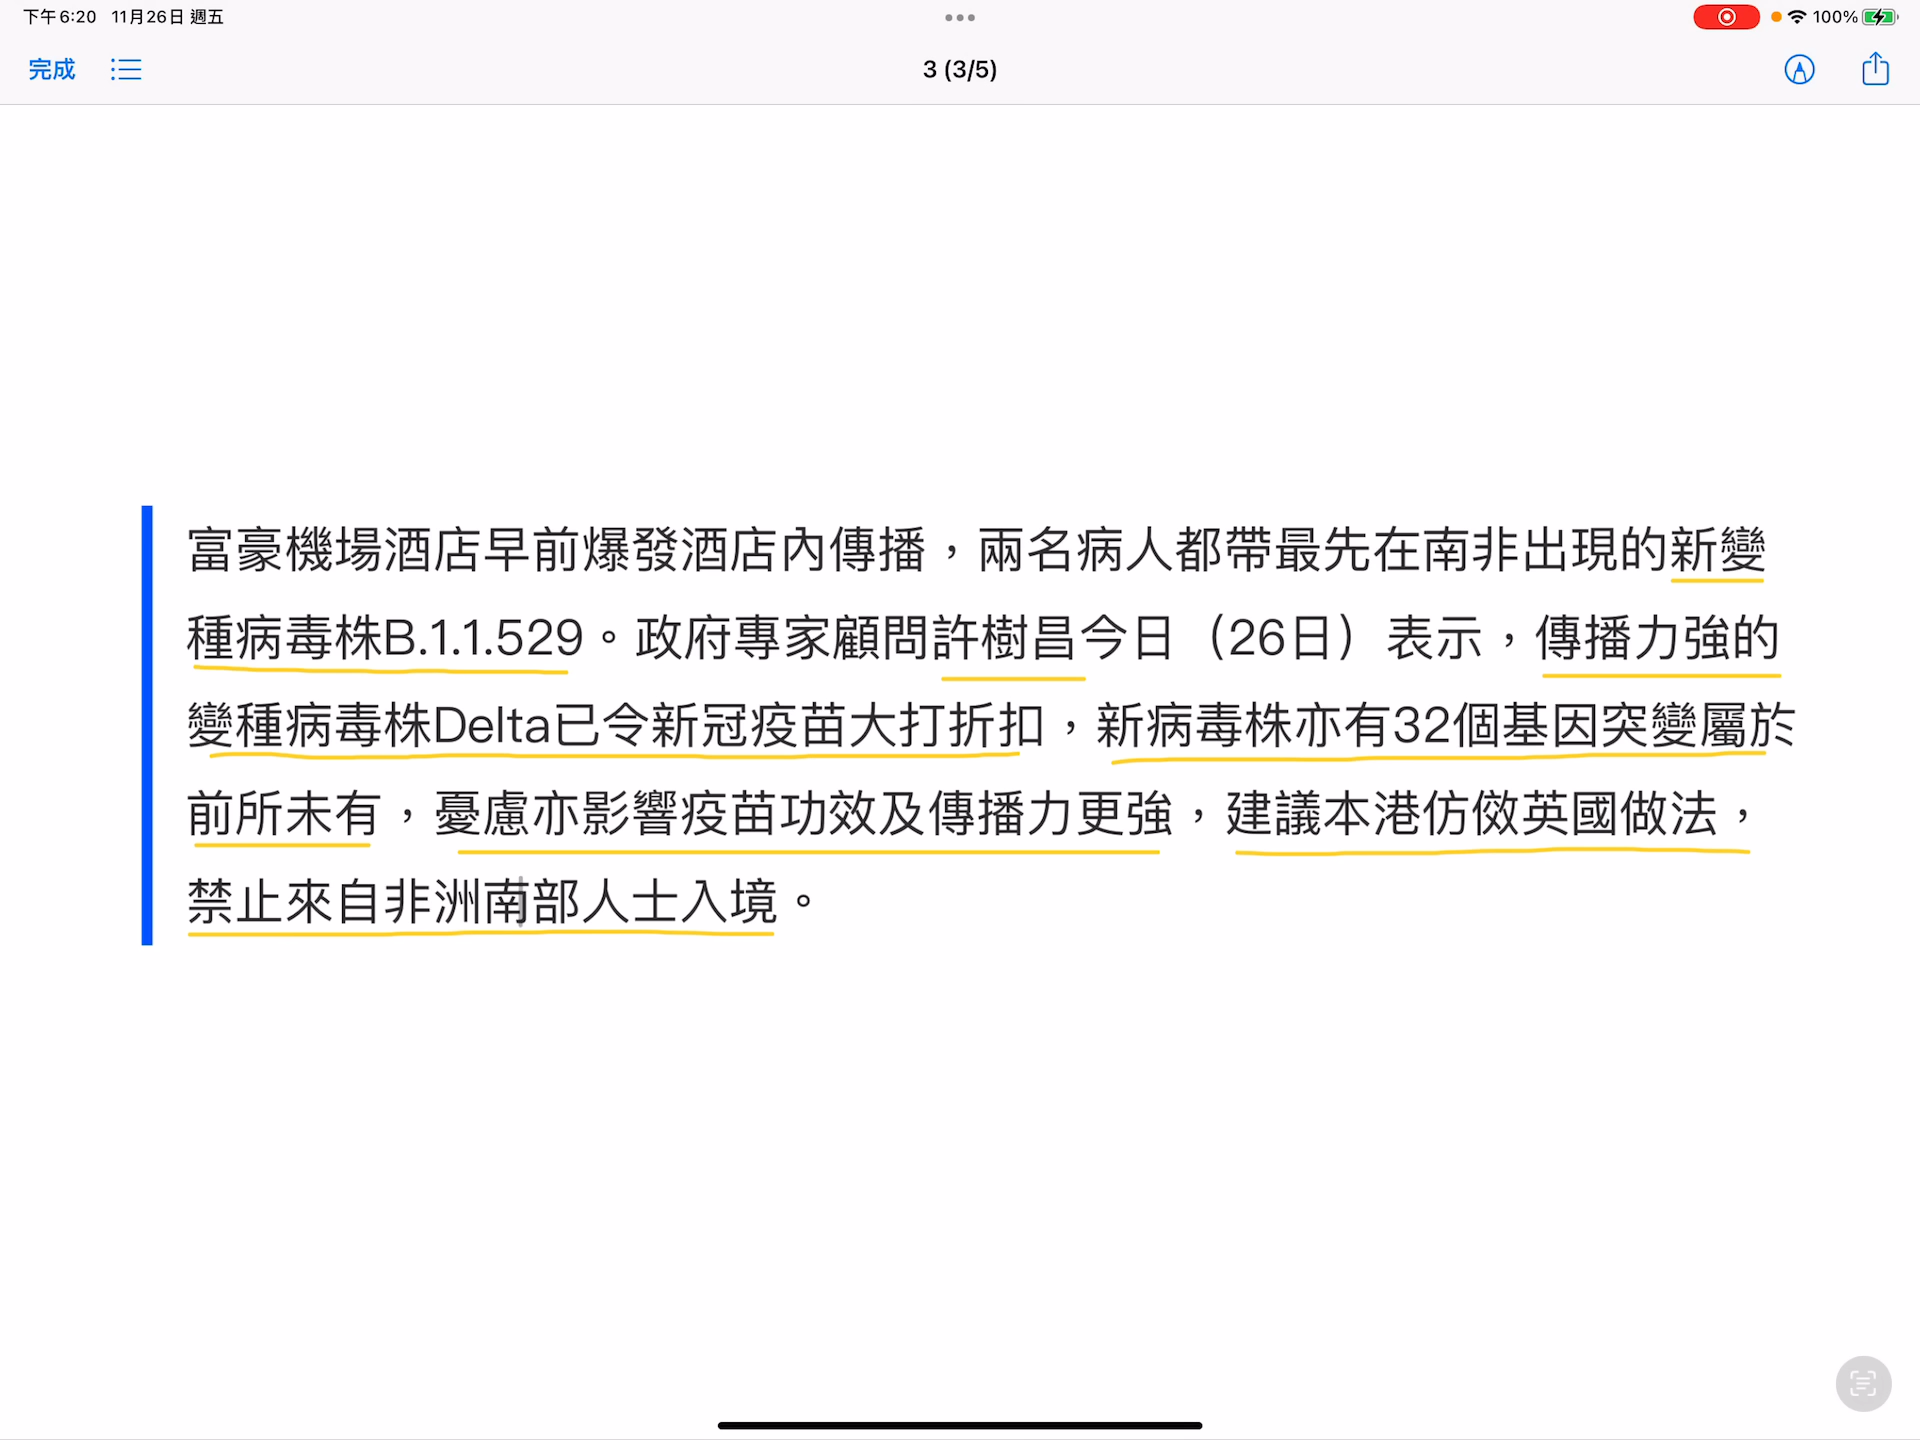 下午6:20 11月26日 週五
100%
完成
3 (3/5)
富豪機場酒店早前爆發酒店內傳播，兩名病人都帶最先在南非出現的新變
種病毒株B.1.1.529。政府專家顧問許樹昌今日（26日）表示，傳播力強的
變種病毒株Delta已令新冠疫苗大打折扣，新病毒株亦有32個基因突變屬於
前所未有，憂慮亦影響疫苗功效及傳播力更強，建議本港仿傚英國做法，
禁止來自非洲南部人士入境。